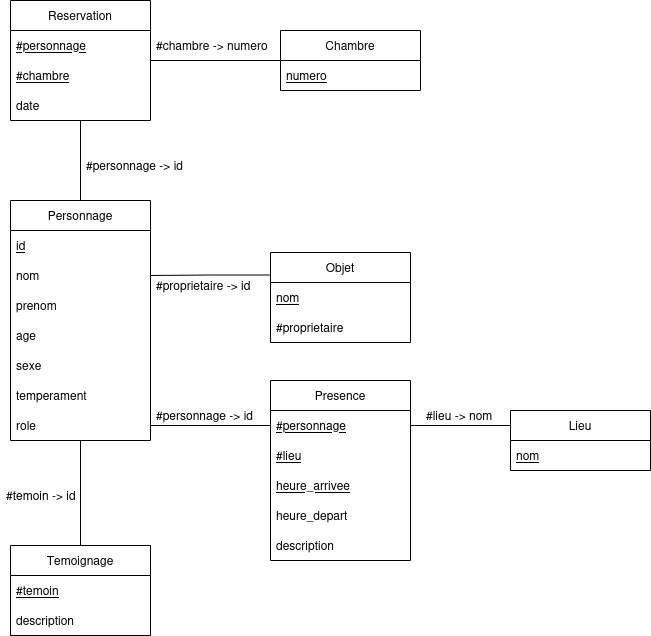 Reservation
#personnage
#chambre
date
#chambre -> numero
Chambre
numero
#personnage -> id
Personnage
id
nom
prenom
age
sexe
temperament
role
#proprietaire -> id
Objet
nom
#proprietaire
#personnage -> id
Presence
#personnage
#lieu
heure_arrivee
heure_depart
description
#lieu -> nom
Lieu
nom
#temoin -> id
Temoignage
#temoin
description